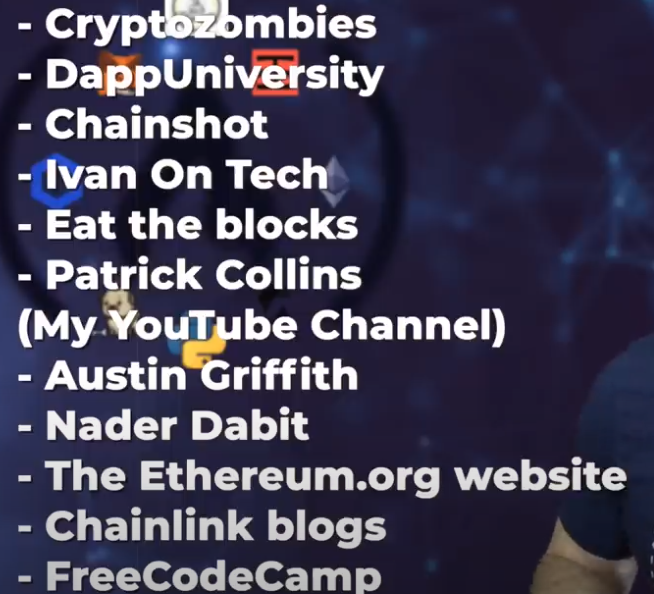 - Cryptozombies
- DappUniversity
- Chainshot
- Ivan On Tech
- Eat the blocks
- Patrick Collins
(My YouTube Channel)
- Austin Griffith
- Nader Dabit
- The Ethereum.org website
- Chainlink blogs
- FreeCodeCamp